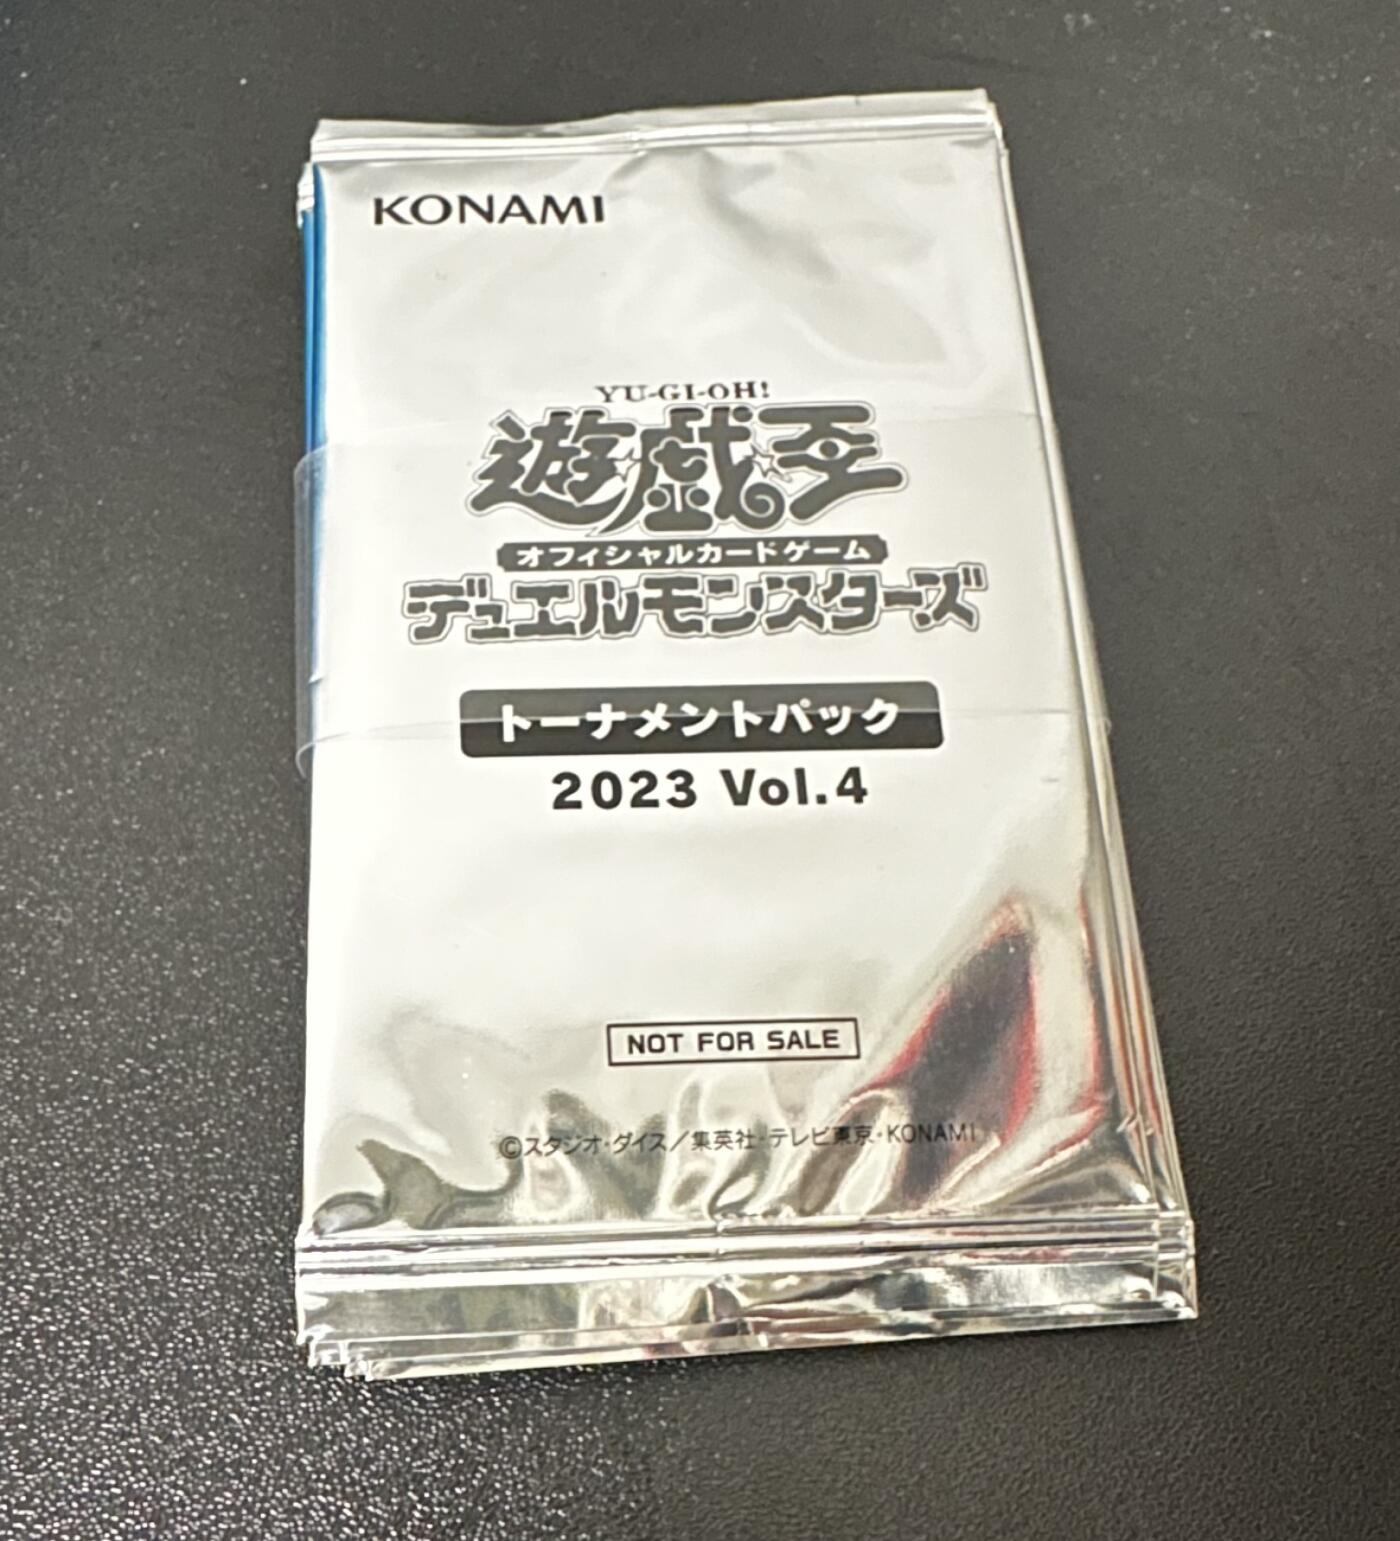 KONAMI
YU-GI-OH!
遊戯王
オフィシャルカードゲーム
デュエルモンスターズ
トーナメントパック
2023 Vol.4
NOT FOR SALE
©スタジオ・ダイス／集英社・テレビ東京・KONAMI